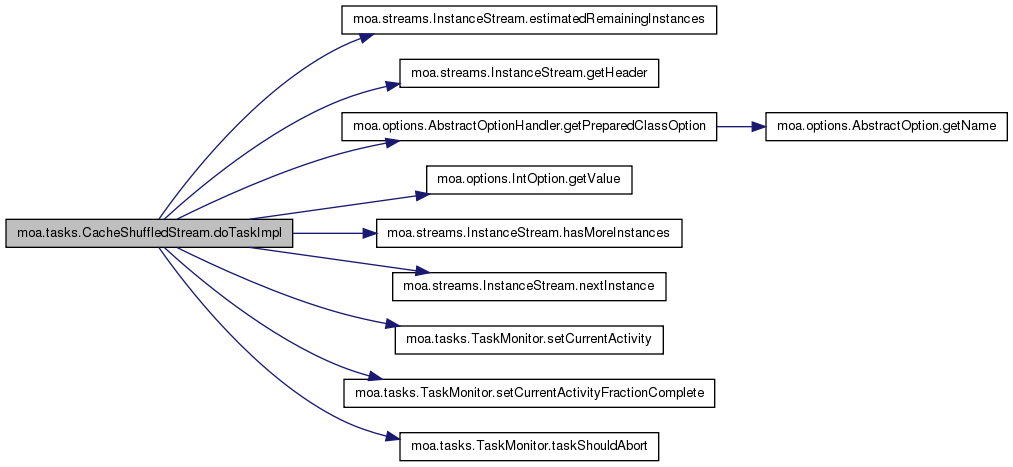 moa.streams.InstanceStream.estimatedRemainingInstances
moa.streams.InstanceStream.getHeader
moa.options.AbstractOptionHandler.getPreparedClassOption
moa.options.AbstractOption.getName
moa.options.IntOption.getValue
moa.tasks.CacheShuffledStream.doTaskImpl
moa.streams.InstanceStream.hasMoreInstances
moa.streams.InstanceStream.nextInstance
moa.tasks.TaskMonitor.setCurrentActivity
moa.tasks.TaskMonitor.setCurrentActivityFractionComplete
moa.tasks.TaskMonitor.taskShouldAbort